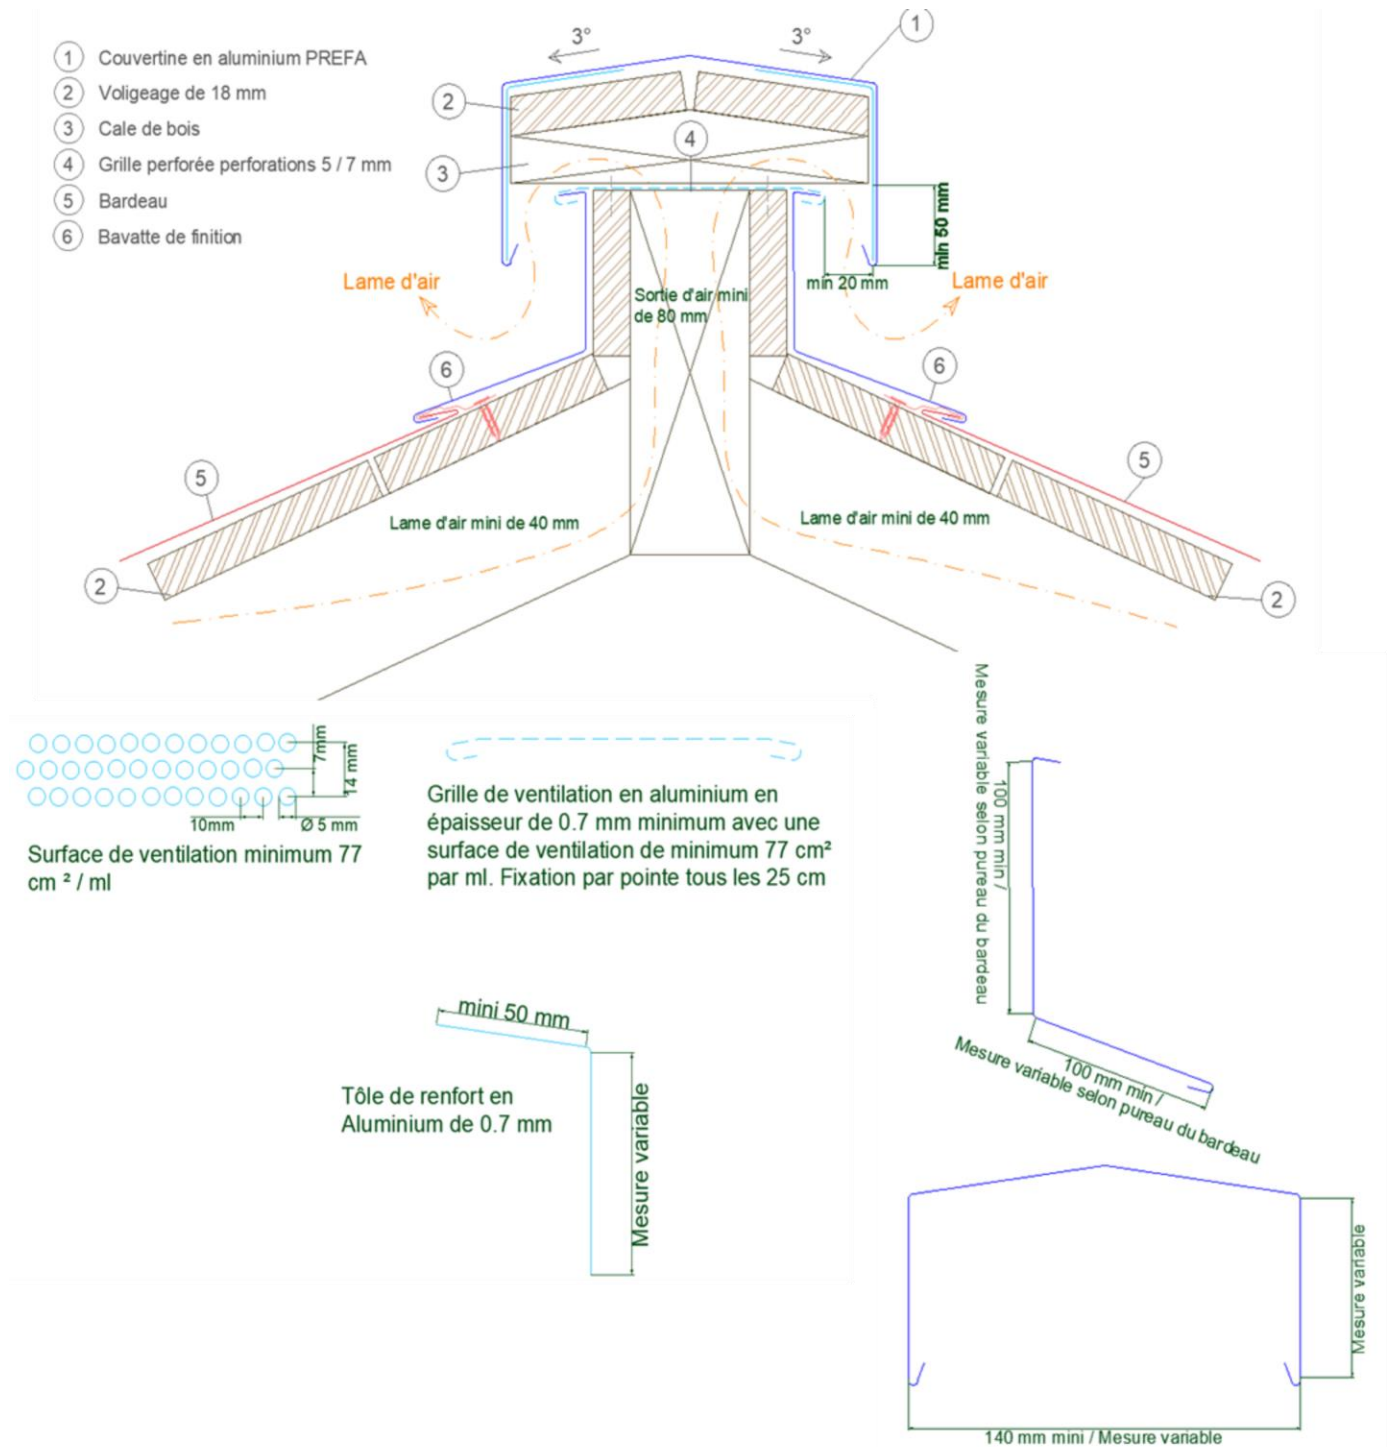 1 Couvertine en aluminium PREFA
2 Voligeage de 18 mm
3 Cale de bois
4 Grille perforée perforations 5 / 7 mm
5 Bardeau
6 Bavatte de finition
3°
3°
1
2
4
3
min 50 mm
min 20 mm
Lame d'air
Lame d'air
Sortie d'air mini
de 80 mm
6
6
5
5
Lame d'air mini de 40 mm
Lame d'air mini de 40 mm
2
2
7mm
14 mm
10mm
Ø 5 mm
Surface de ventilation minimum 77
cm ² / ml
Grille de ventilation en aluminium en
épaisseur de 0.7 mm minimum avec une
surface de ventilation de minimum 77 cm²
par ml. Fixation par pointe tous les 25 cm
100 mm min /
Mesure variable selon pureau du bardeau
100 mm min /
Mesure variable selon pureau du bardeau
mini 50 mm
Tôle de renfort en
Aluminium de 0.7 mm
Mesure variable
Mesure variable
140 mm mini / Mesure variable